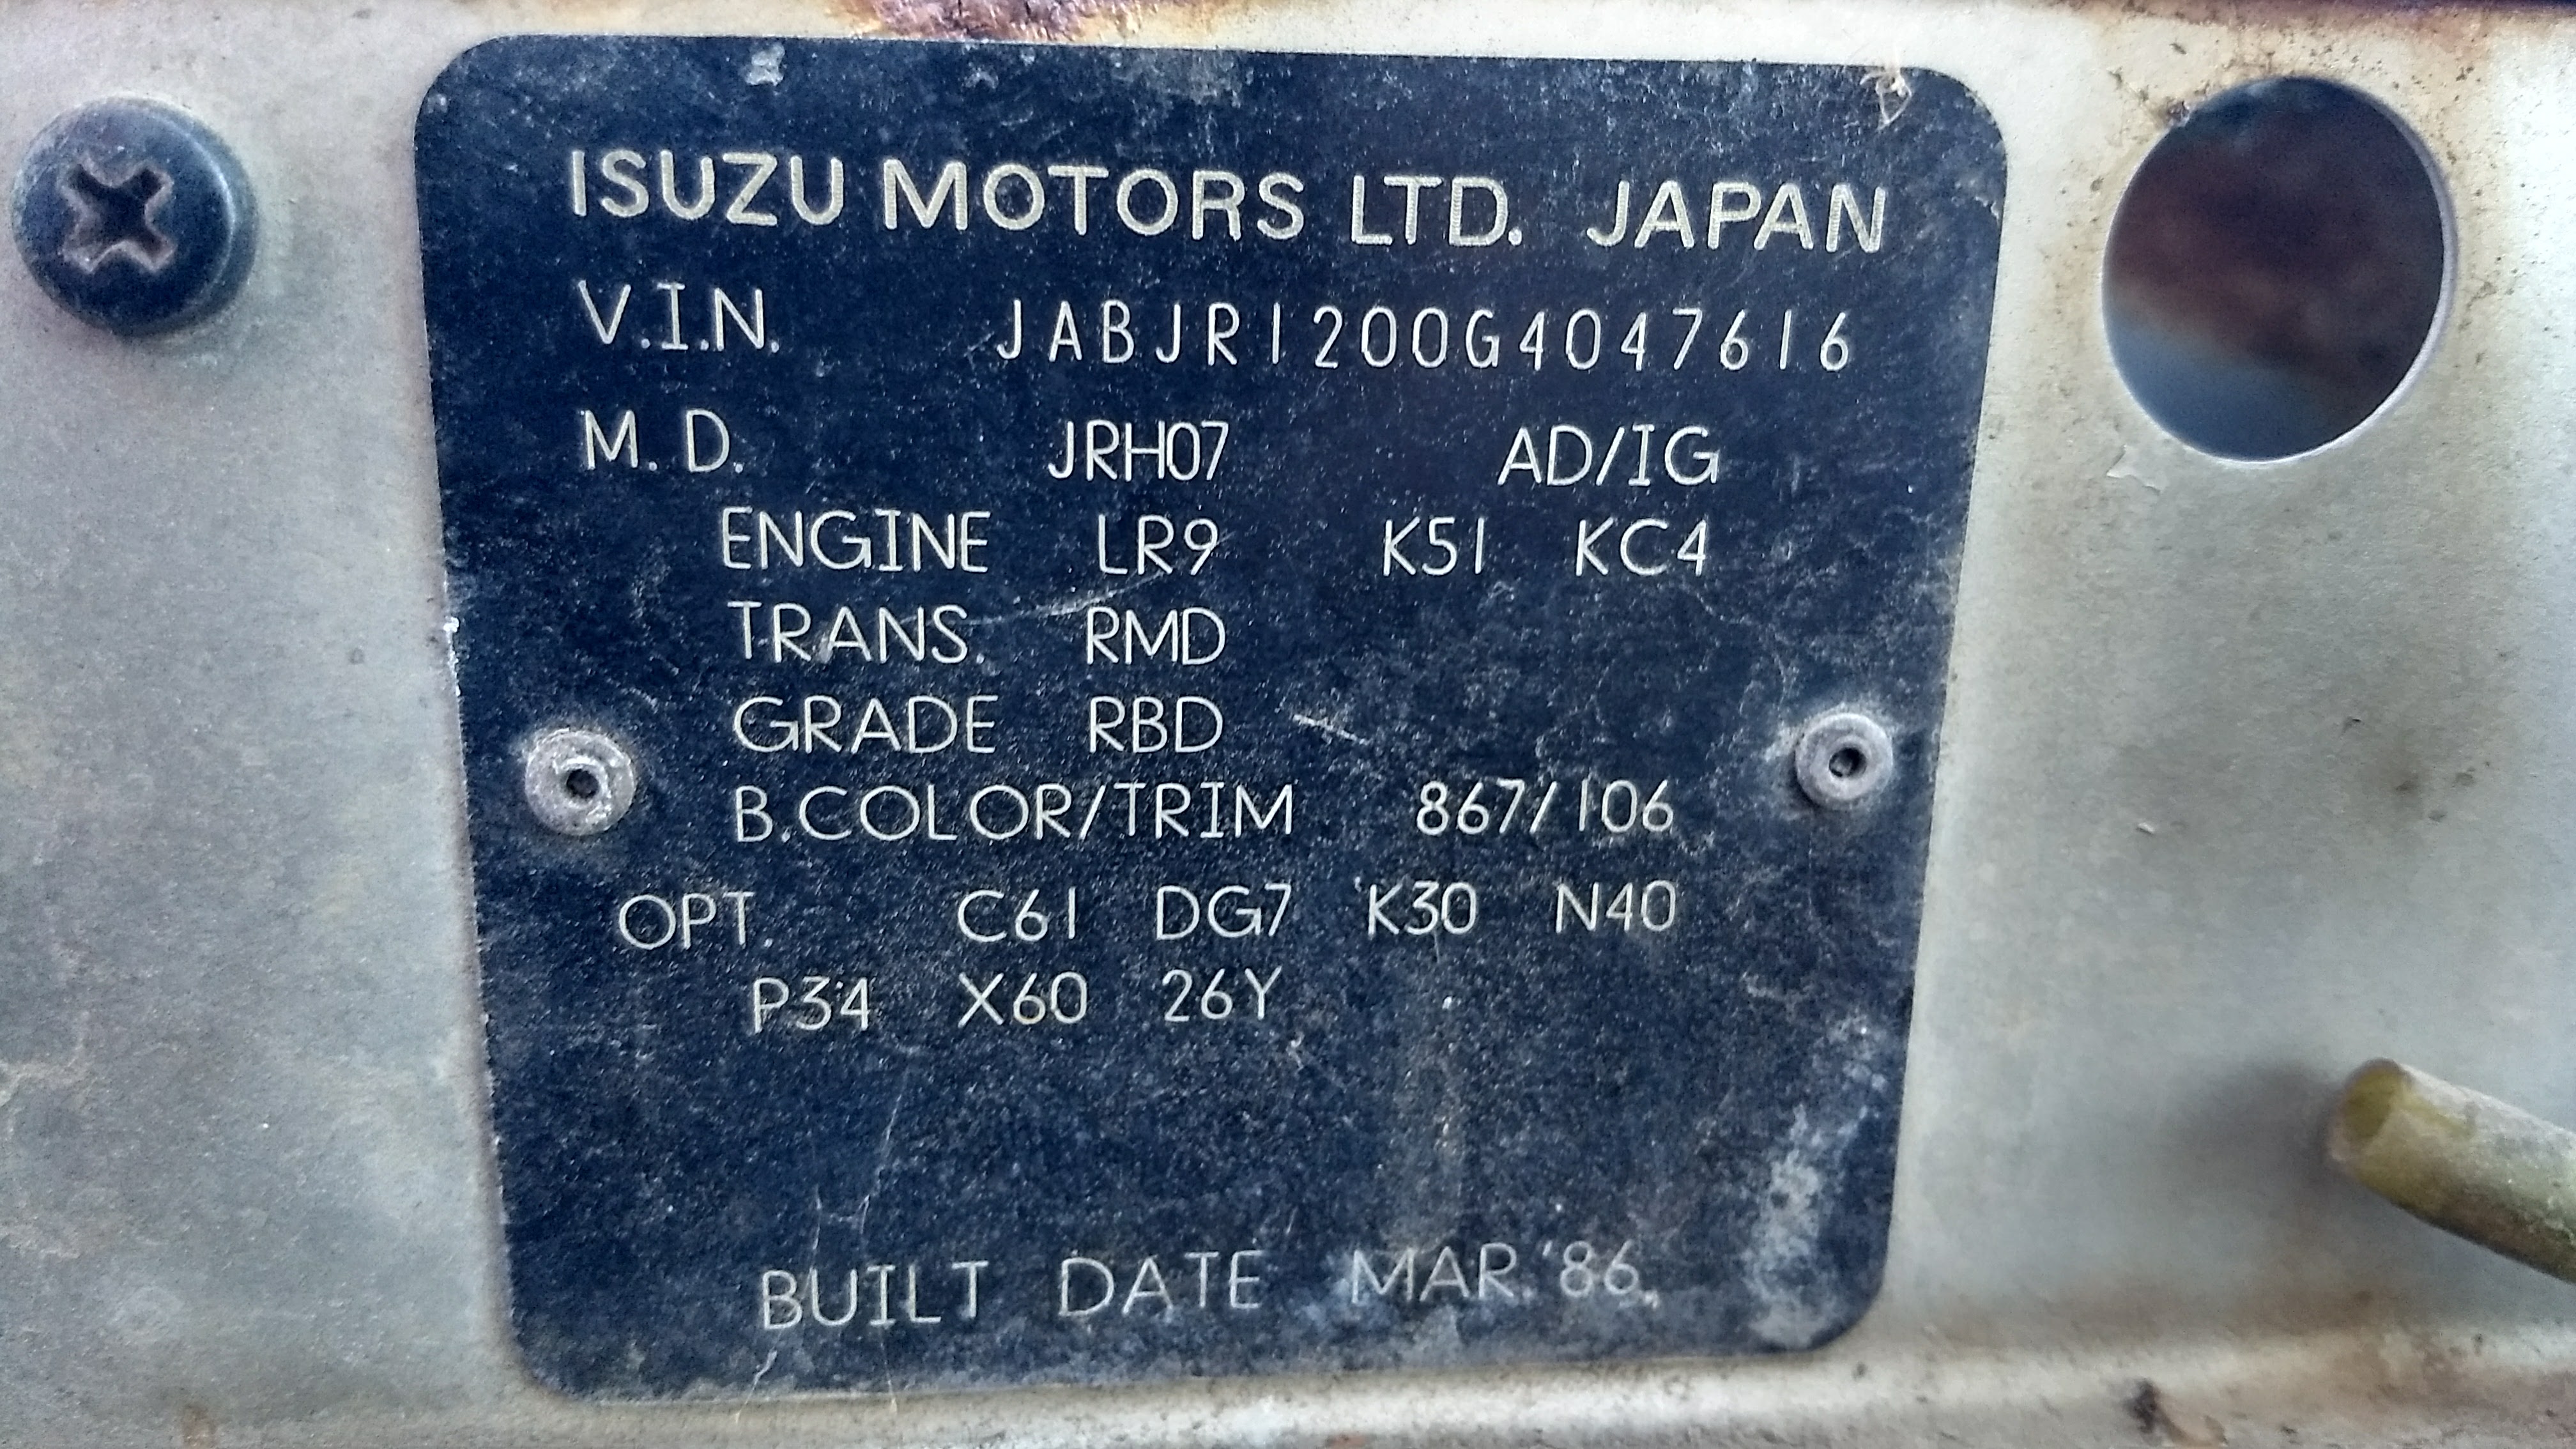 ISUZU MOTORS LTD. JAPAN
V.I.N. JABJR1200G4047616
M. D. JRH07 AD/IG
ENGINE LR9 K51 KC4
TRANS. RMD
GRADE RBD
B.COLOR/TRIM 867/106
OPT. C61 DG7 K30 N40
P34 X60 26Y
BUILT DATE MAR. '86.